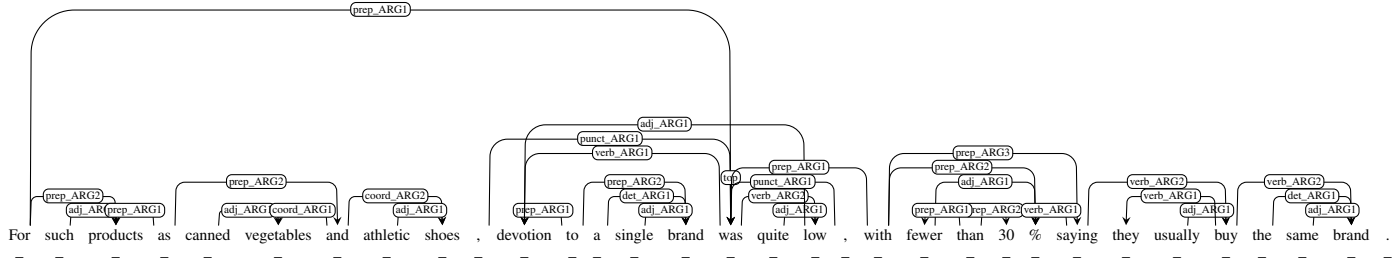 prep_ARG1
adj_ARG1
punct_ARG1
verb_ARG1 prep_ARG3
prep_ARG1 prep_ARG2
top
prep_ARG2 prep_ARG2 punct_ARG1 adj_ARG1 verb_ARG2 verb_ARG2
prep_ARG2 coord_ARG2 det_ARG1 verb_ARG2 verb_ARG1 det_ARG1
prep_ARG1 coord_ARG1 adj_ARG1 prep_ARG1 adj_ARG1 adj_ARG1 prep_ARG1 verb_ARG1 adj_ARG1 adj_ARG1
For such products as canned vegetables and athletic shoes , devotion to a single brand was quite low , with fewer than 30 % saying they usually buy the same brand .
_ _ _ _ _ _ _ _ _ _ _ _ _ _ _ _ _ _ _ _ _ _ _ _ _ _ _ _ _ _ _ _